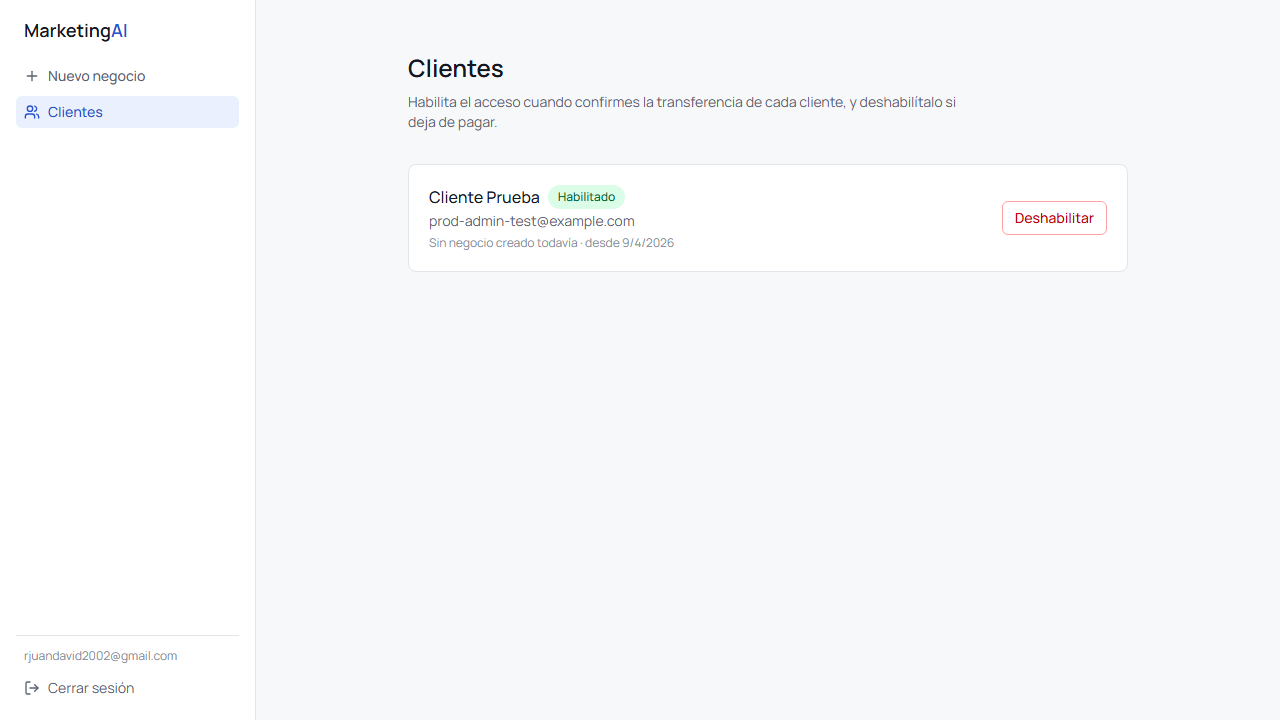 MarketingAI
Nuevo negocio
Clientes
rjuandavid2002@gmail.com
Cerrar sesión
Clientes
Habilita el acceso cuando confirmes la transferencia de cada cliente, y deshabilítalo si
deja de pagar.
Cliente Prueba Habilitado
prod-admin-test@example.com
Sin negocio creado todavía · desde 9/4/2026
Deshabilitar